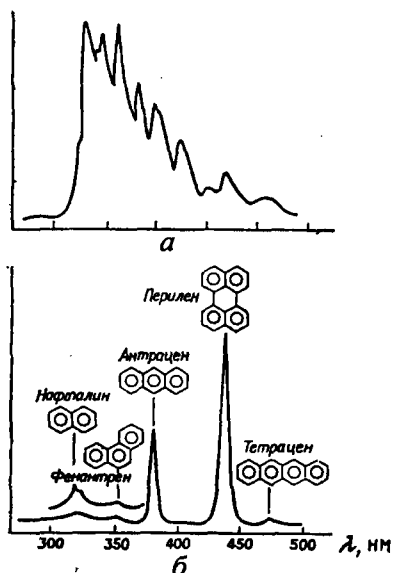 а
Перилен
Антрацен
Нафталин
Фенантрен
Тетрацен
300
350
400
450
500
λ, нм
б